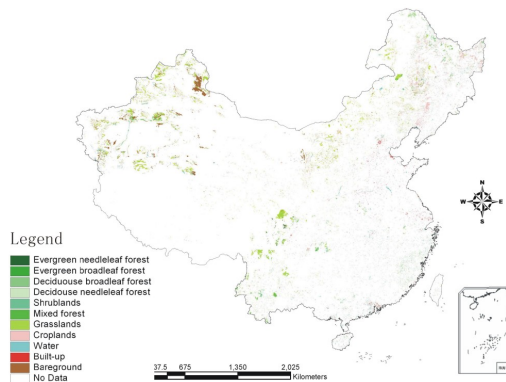 N
W E
S
Legend
Evergreen needleleaf forest
Evergreen broadleaf forest
Deciduouse broadleaf forest
Decidouse needleleaf forest
Shrublands
Mixed forest
Grasslands
Croplands
Water
Built-up
Bareground
No Data
37.5 675 1,350 2,025
Kilometers